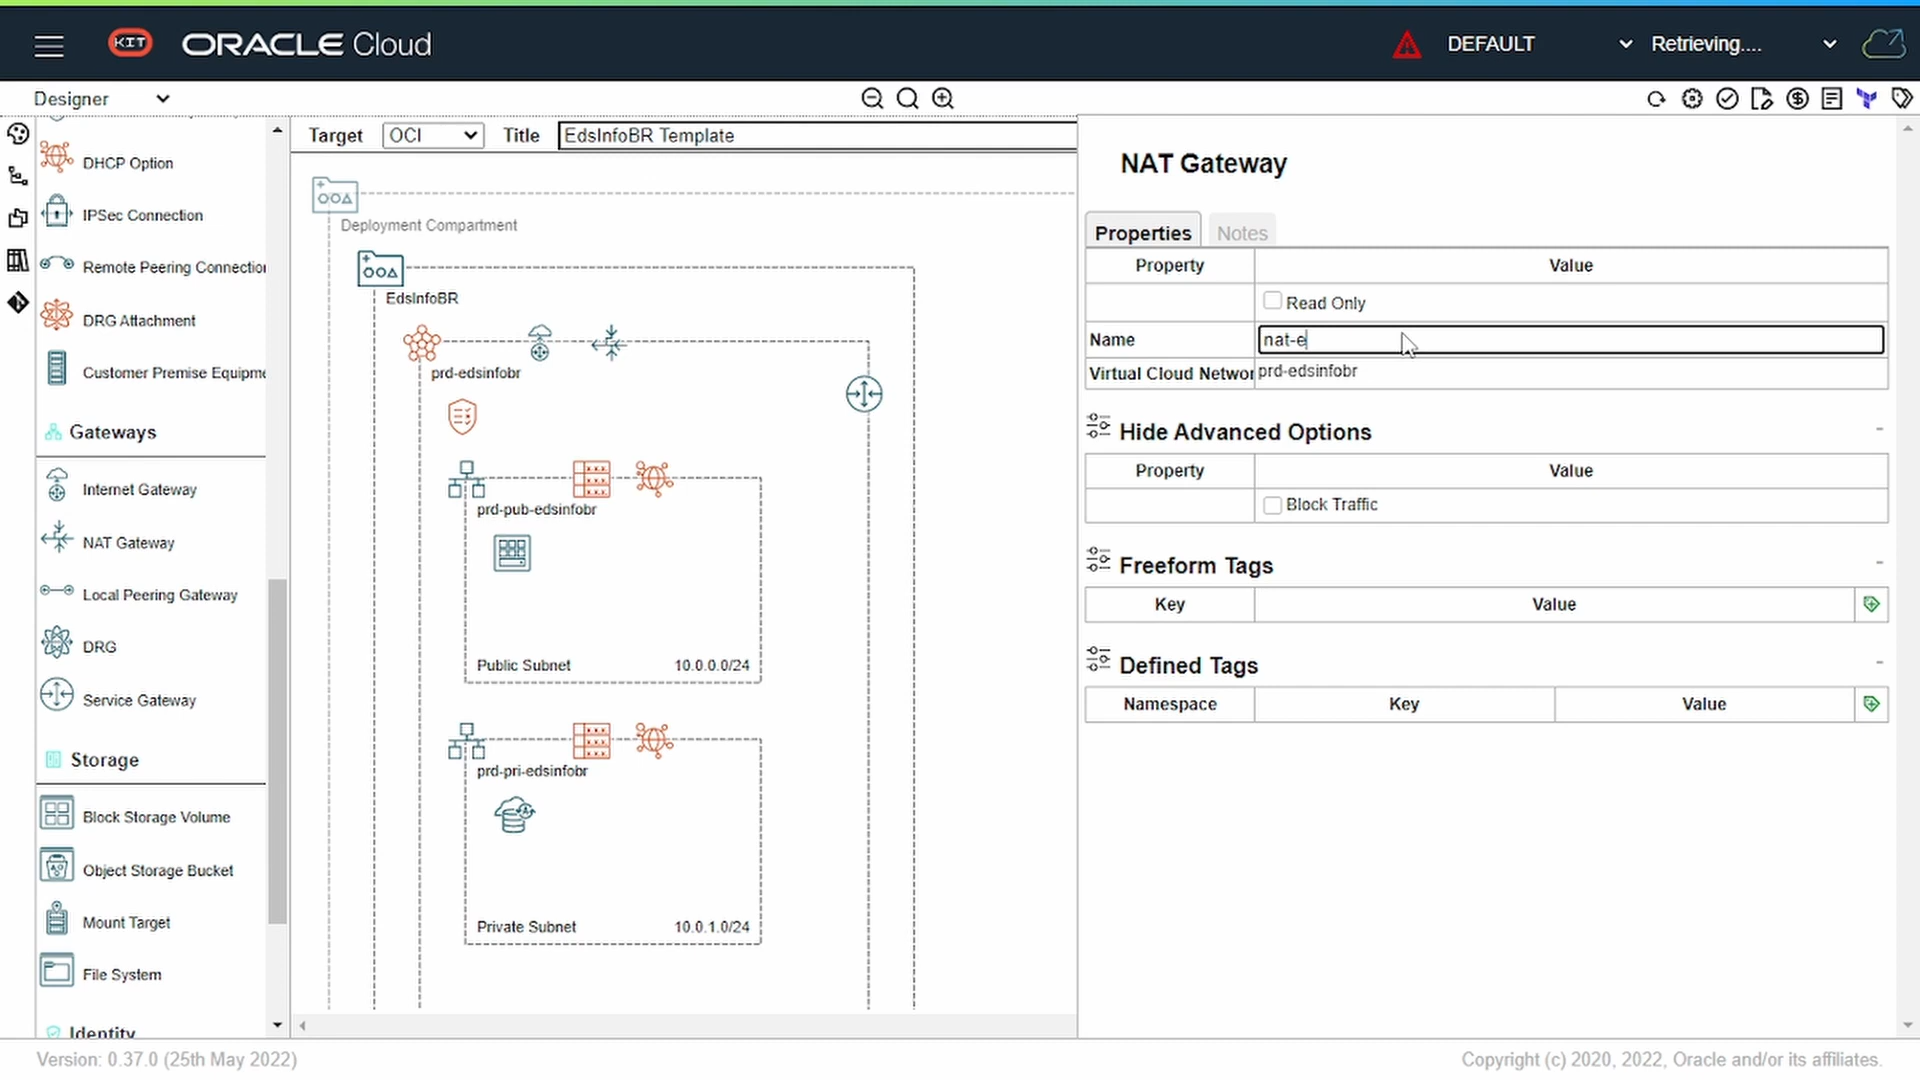 KIT
ORACLE Cloud
DEFAULT
Retrieving....
Designer
DHCP Option
IPSec Connection
Remote Peering Connection
DRG Attachment
Customer Premise Equipme
Gateways
Internet Gateway
NAT Gateway
Local Peering Gateway
DRG
Service Gateway
Storage
Block Storage Volume
Object Storage Bucket
Mount Target
File System
Identity
Target
OCI
Title
EdsInfoBR Template
Deployment Compartment
EdsInfoBR
prd-edsinfobr
prd-pub-edsinfobr
Public Subnet
10.0.0.0/24
prd-pri-edsinfobr
Private Subnet
10.0.1.0/24
NAT Gateway
Properties
Notes
Property
Value
Read Only
Name
nat-e
Virtual Cloud Networ
prd-edsinfobr
Hide Advanced Options
-
Property
Value
Block Traffic
Freeform Tags
-
Key
Value
Defined Tags
-
Namespace
Key
Value
Version: 0.37.0 (25th May 2022)
Copyright (c) 2020, 2022, Oracle and/or its affiliates.